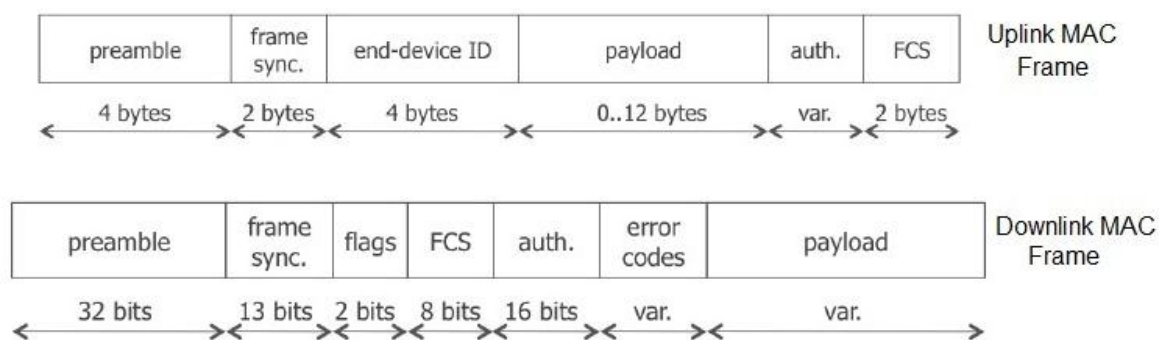 preamble
frame
sync.
end-device ID
payload
auth.
FCS
Uplink MAC
Frame
4 bytes
2 bytes
4 bytes
0..12 bytes
var.
2 bytes
preamble
frame
sync.
flags
FCS
auth.
error
codes
payload
Downlink MAC
Frame
32 bits
13 bits
2 bits
8 bits
16 bits
var.
var.